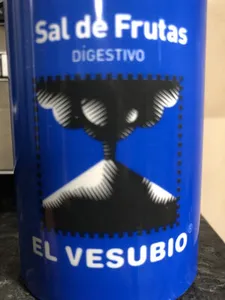 Sal de Frutas
DIGESTIVO
EL VESUBIO®